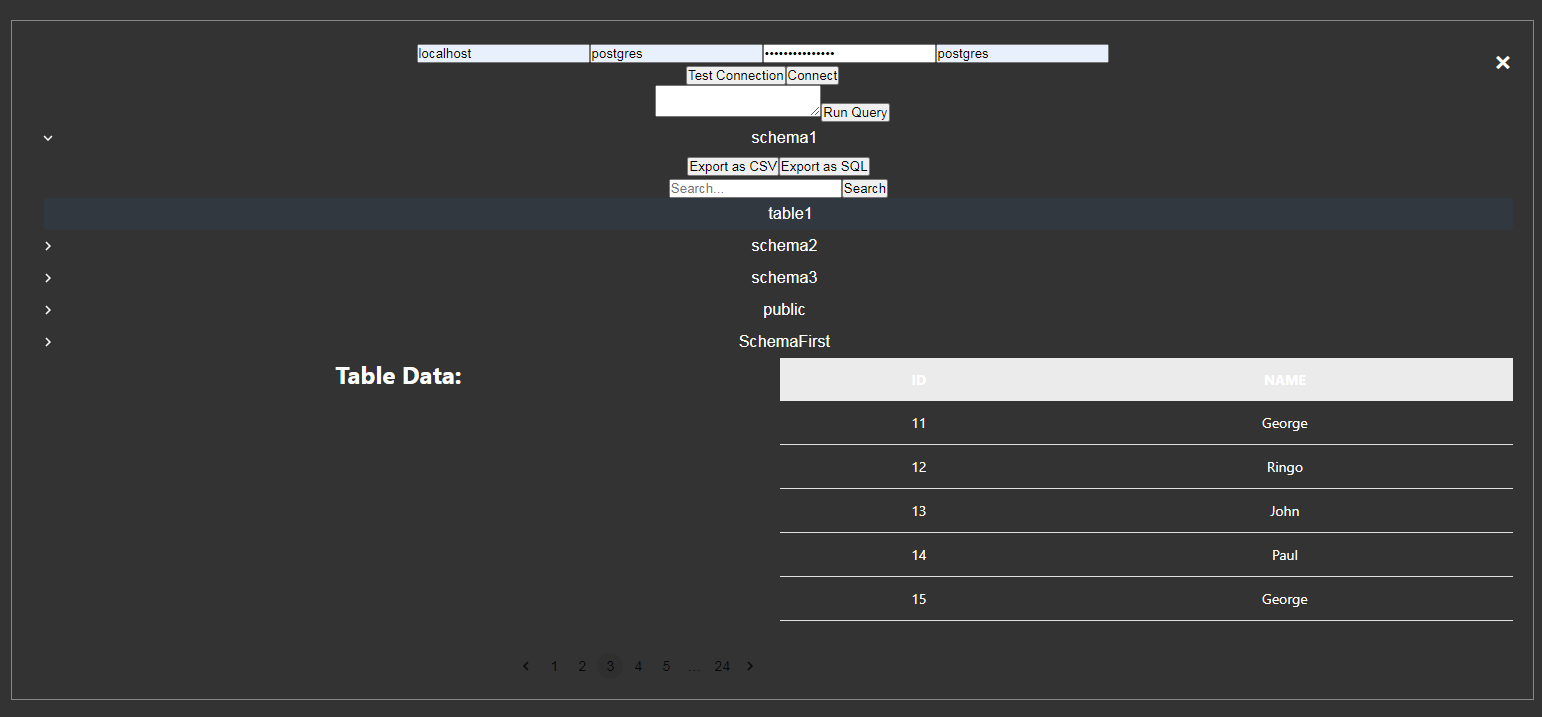 localhost postgres ••••••••••••••• postgres
Test Connection Connect
Run Query
schema1
Export as CSV Export as SQL
Search... Search
table1
schema2
schema3
public
SchemaFirst
Table Data:
ID NAME
11 George
12 Ringo
13 John
14 Paul
15 George
1 2 3 4 5 ... 24